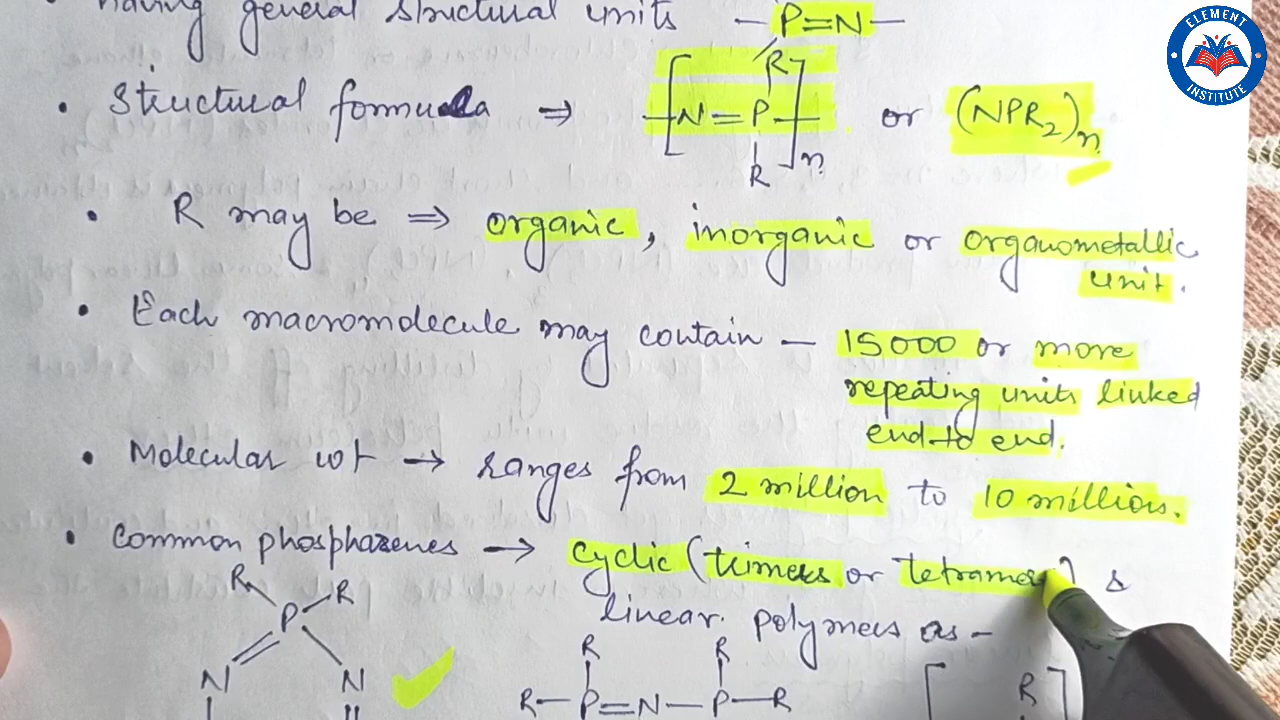 having general structural units —P=N—
• Structural formula ⇒ [N=P]n or (NPR₂)n
R
R
• R may be ⇒ organic, inorganic or organometallic
unit.
• Each macromolecule may contain — 15000 or more
repeating units linked
end to end.
• Molecular wt → ranges from 2 million to 10 million.
• Common phosphazenes → cyclic (trimers or tetramers) &
linear polymers as —
R R
P
N N
R R
R—P=N—P—R
R
ELEMENT
INSTITUTE